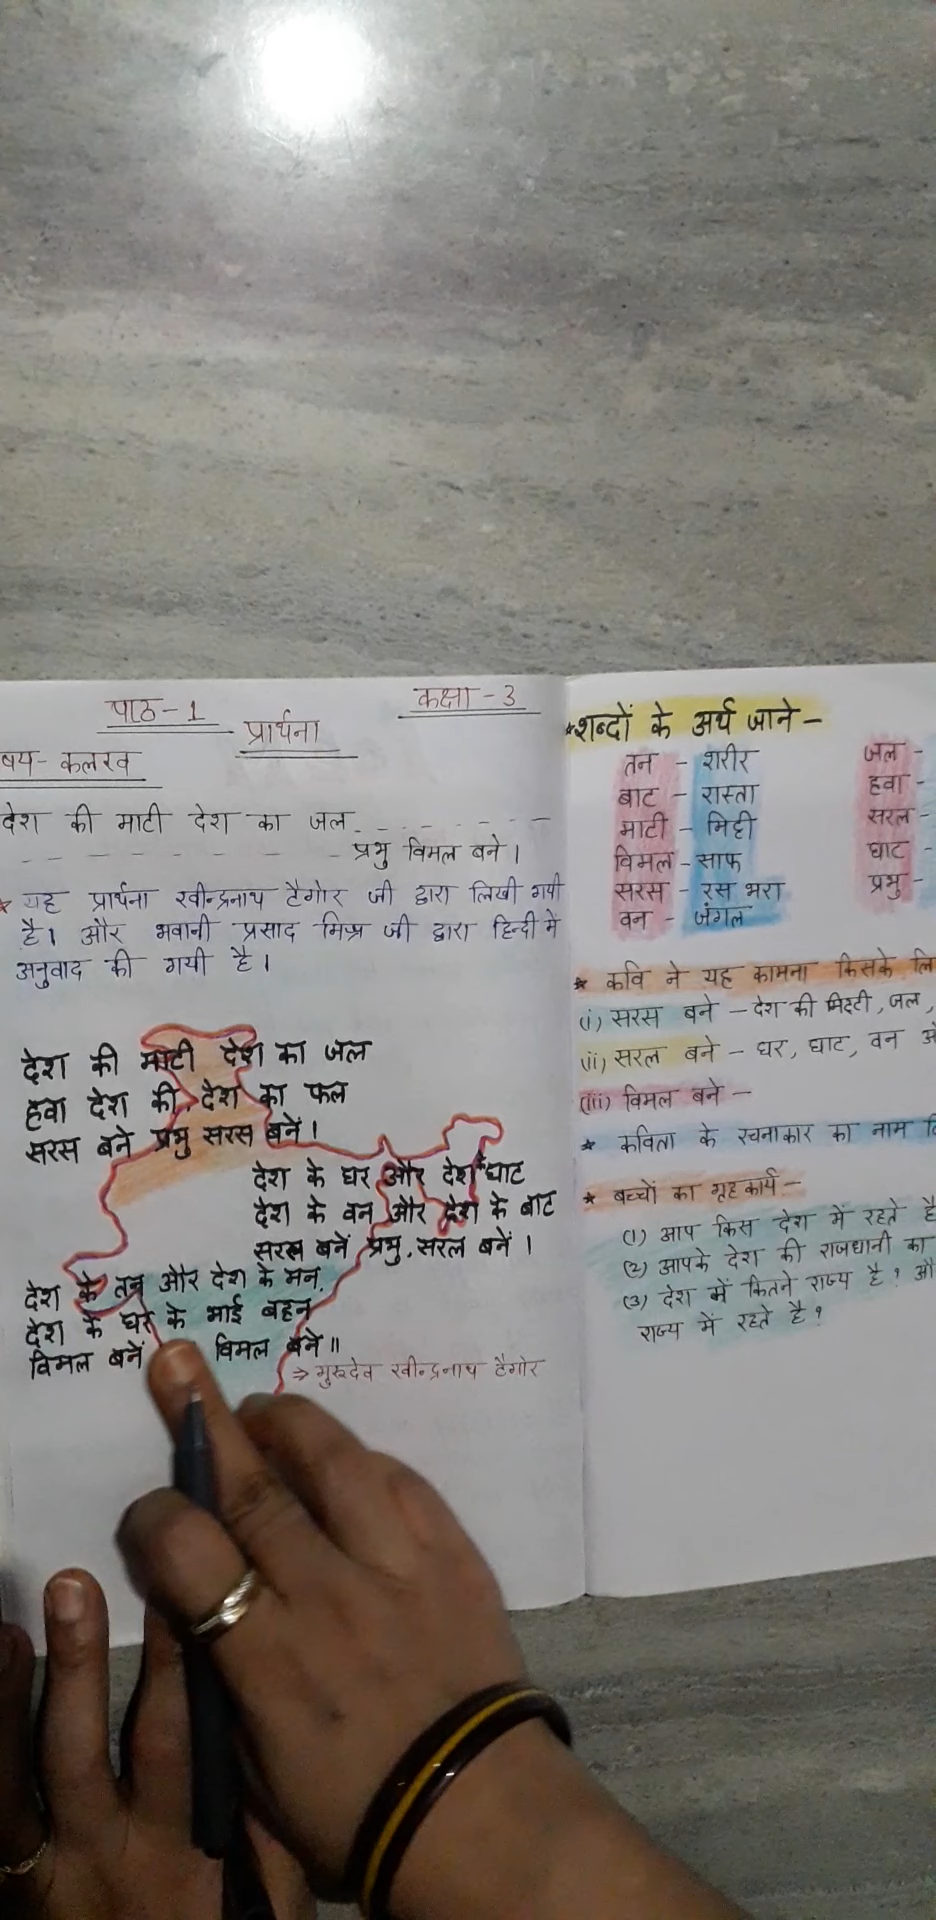 पाठ-1
कक्षा-3
प्रार्थना
षय- कलरव
देश की माटी देश का जल
प्रभु विमल बने।
* यह प्रार्थना रवीन्द्रनाथ टैगोर जी द्वारा लिखी गयी
है। और भवानी प्रसाद मिश्र जी द्वारा हिन्दी में
अनुवाद की गयी है।
देश की माटी देश का जल
हवा देश की, देश का फल
सरस बने प्रभु सरस बने।
देश के घर और देश के घाट
देश के वन और देश के बाट
सरल बनें प्रभु, सरल बनें।
देश के तन और देश के मन,
देश के घर के भाई बहन
विमल बनें विमल बने॥
⇒ गुरुदेव रवीन्द्रनाथ टैगोर
* शब्दों के अर्थ जाने -
तन - शरीर
बाट - रास्ता
माटी - मिट्टी
विमल - साफ
सरस - रस भरा
वन - जंगल
जल -
हवा -
सरल -
घाट -
प्रभु -
* कवि ने यह कामना किसके लि
(i) सरस बने - देश की मिट्टी, जल,
(ii) सरल बने - घर, घाट, वन औ
(iii) विमल बने -
* कविता के रचनाकार का नाम लि
* बच्चों का गृहकार्य -
(1) आप किस देश में रहते है
(2) आपके देश की राजधानी का
(3) देश में कितने राज्य है? औ
राज्य में रहते है?